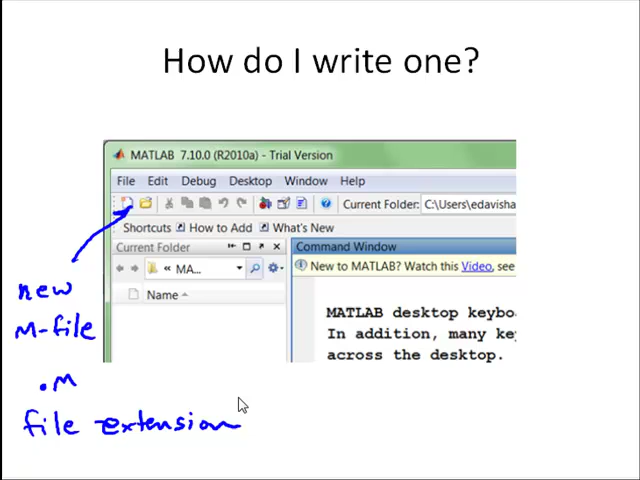 How do I write one?
MATLAB 7.10.0 (R2010a) - Trial Version
File Edit Debug Desktop Window Help
Current Folder: C:\Users\edavisha
Shortcuts How to Add What's New
Current Folder
Command Window
« MA...
New to MATLAB? Watch this Video, see
Name
MATLAB desktop keybo
In addition, many ke
across the desktop.
new
M-file
.m
file extension